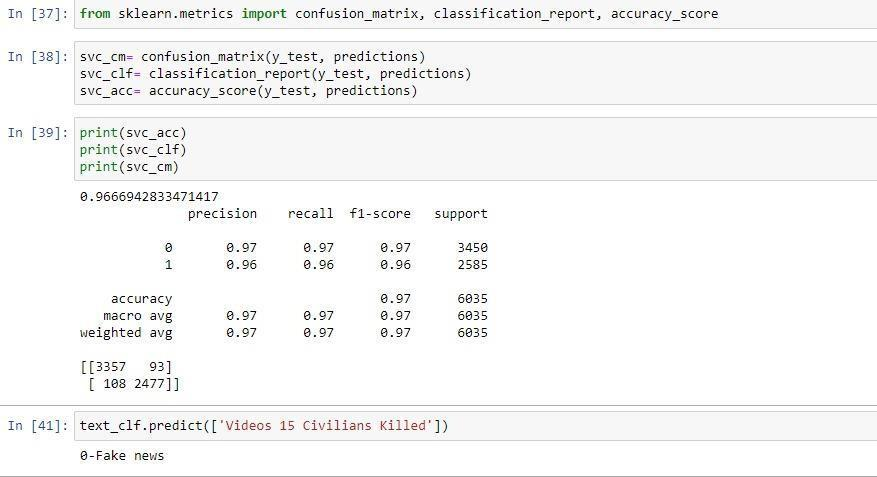 In [37]: from sklearn.metrics import confusion_matrix, classification_report, accuracy_score
In [38]: svc_cm= confusion_matrix(y_test, predictions)
svc_clf= classification_report(y_test, predictions)
svc_acc= accuracy_score(y_test, predictions)
In [39]: print(svc_acc)
print(svc_clf)
print(svc_cm)
0.9666942833471417
precision recall f1-score support
0 0.97 0.97 0.97 3450
1 0.96 0.96 0.96 2585
accuracy 0.97 6035
macro avg 0.97 0.97 0.97 6035
weighted avg 0.97 0.97 0.97 6035
[[3357 93]
[ 108 2477]]
In [41]: text_clf.predict(['Videos 15 Civilians Killed'])
0-Fake news